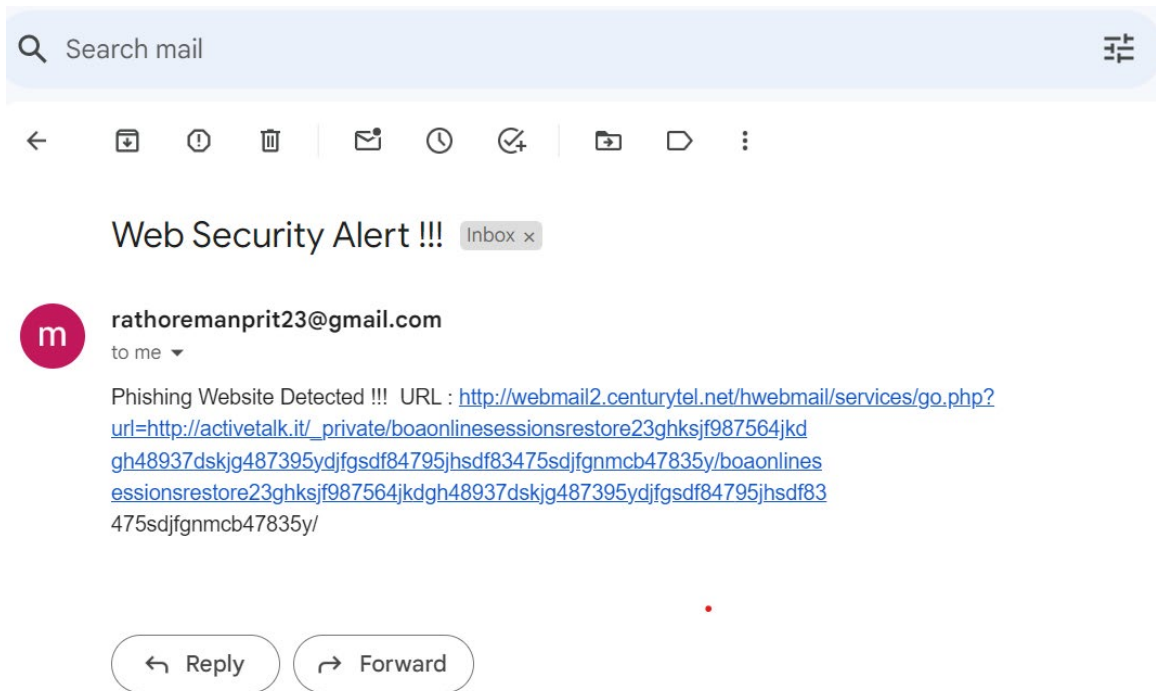 Search mail
Web Security Alert !!! Inbox ×
m
rathoremanprit23@gmail.com
to me
Phishing Website Detected !!! URL : http://webmail2.centurytel.net/hwebmail/services/go.php?
url=http://activetalk.it/_private/boaonlinesessionsrestore23ghksjf987564jkd
gh48937dskjg487395ydjfgsdf84795jhsdf83475sdjfgnmcb47835y/boaonlines
essionsrestore23ghksjf987564jkdgh48937dskjg487395ydjfgsdf84795jhsdf83
475sdjfgnmcb47835y/
Reply Forward